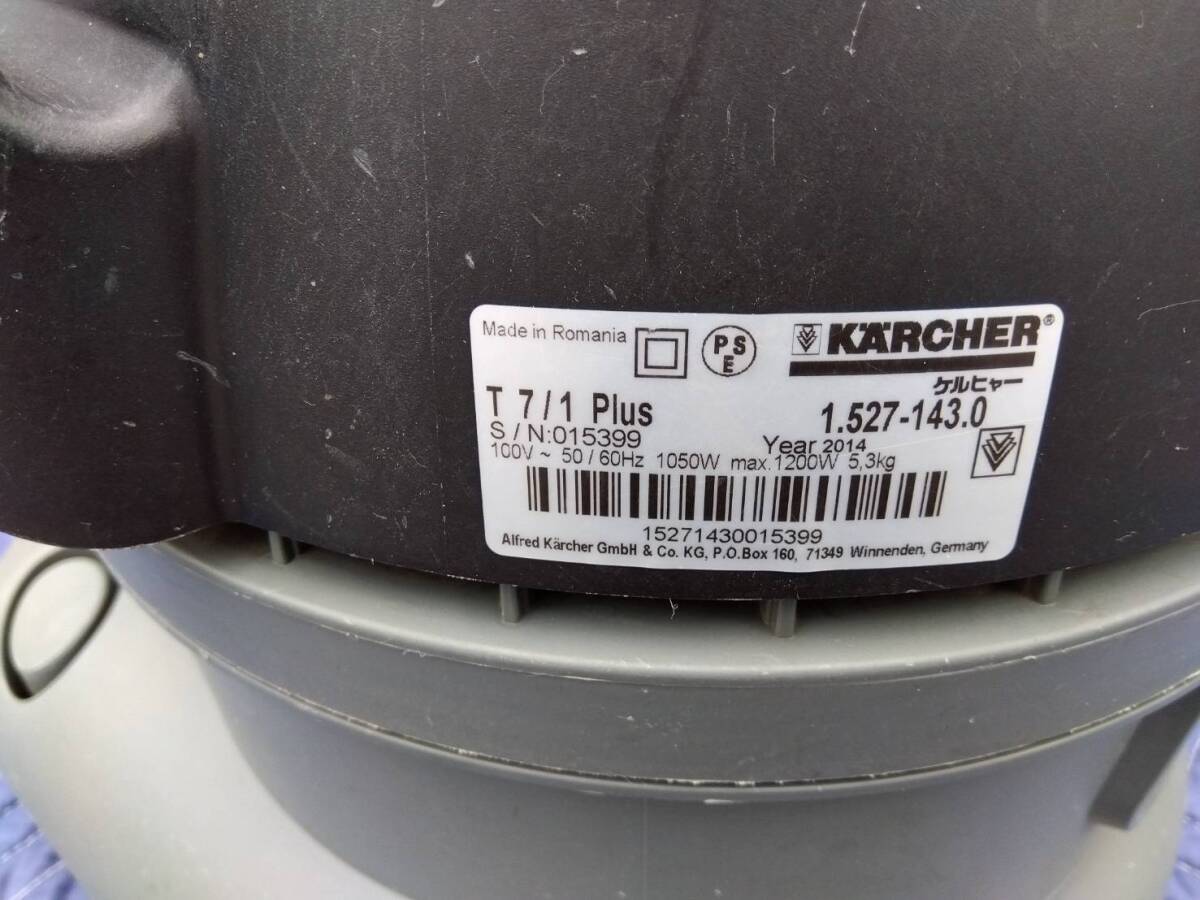 Made in Romania
PS
E
KÄRCHER®
ケルヒャー
T 7/1 Plus
1.527-143.0
S/N:015399
Year 2014
100V ~ 50/60Hz 1050W max.1200W 5,3kg
15271430015399
Alfred Kärcher GmbH & Co. KG, P.O.Box 160, 71349 Winnenden, Germany